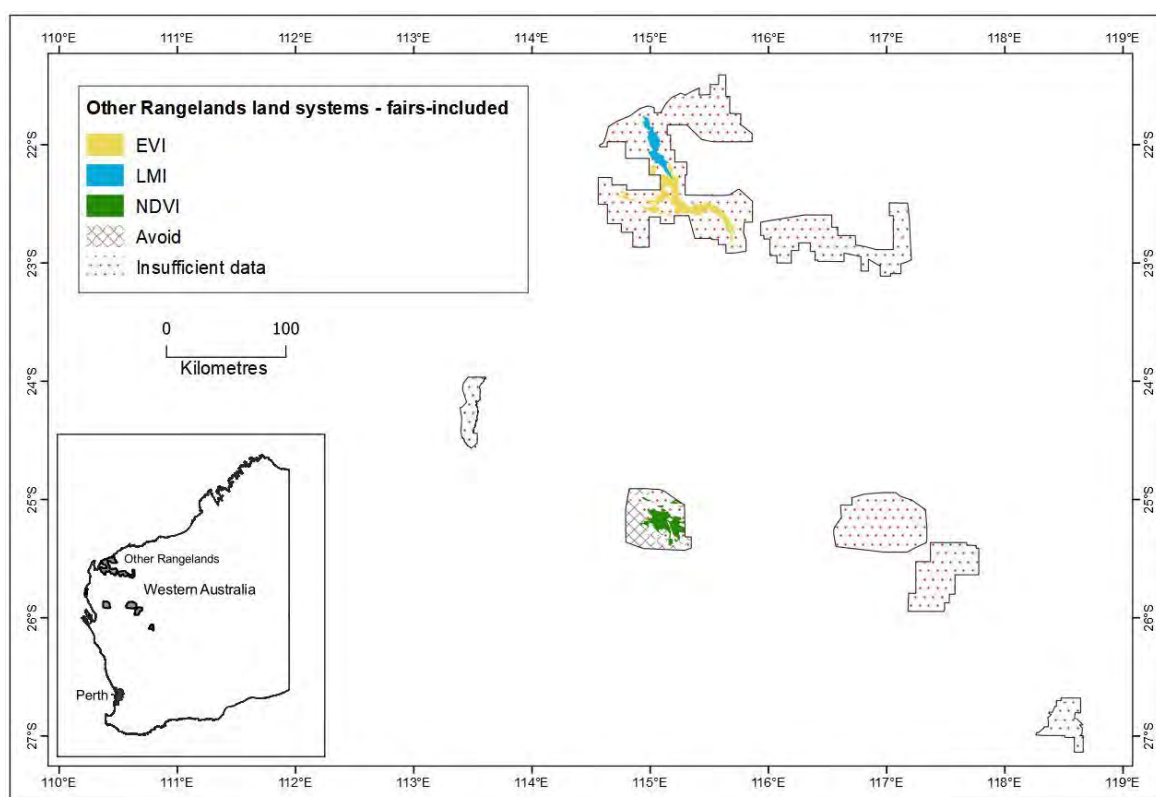 110°E 111°E 112°E 113°E 114°E 115°E 116°E 117°E 118°E 119°E
Other Rangelands land systems - fairs-included
EVI
LMI
NDVI
Avoid
Insufficient data
0 100
Kilometres
22°S 22°S
23°S 23°S
24°S 24°S
25°S 25°S
26°S 26°S
27°S 27°S
Other Rangelands
Western Australia
Perth
110°E 111°E 112°E 113°E 114°E 115°E 116°E 117°E 118°E 119°E